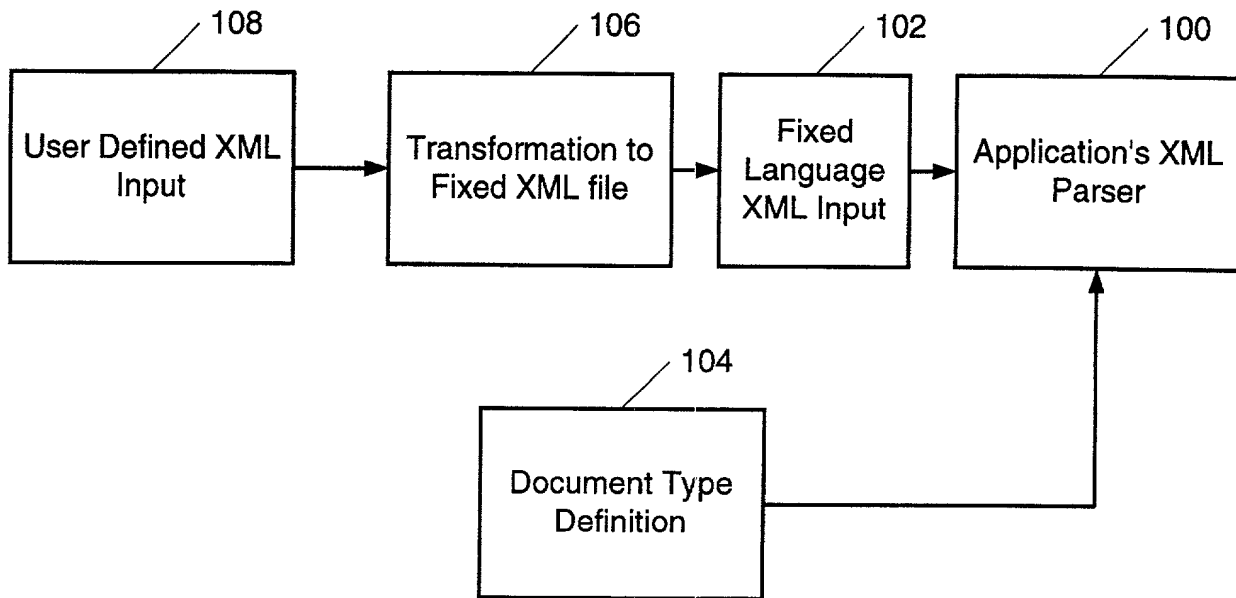 108
106
102
100
User Defined XML
Input
Transformation to
Fixed XML file
Fixed
Language
XML Input
Application's XML
Parser
104
Document Type
Definition